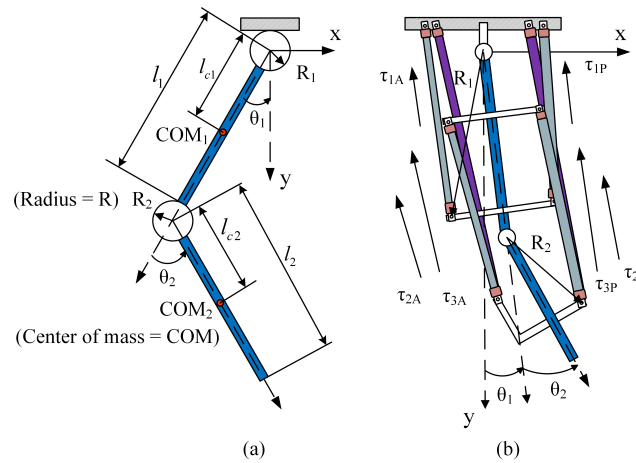 x
R1
l1
lc1
θ1
COM1
y
(Radius = R)
R2
lc2
l2
θ2
COM2
(Center of mass = COM)
(a)
x
τ1A
R1
τ1P
R2
τ2A
τ3A
τ3P
τ2
θ1
θ2
y
(b)